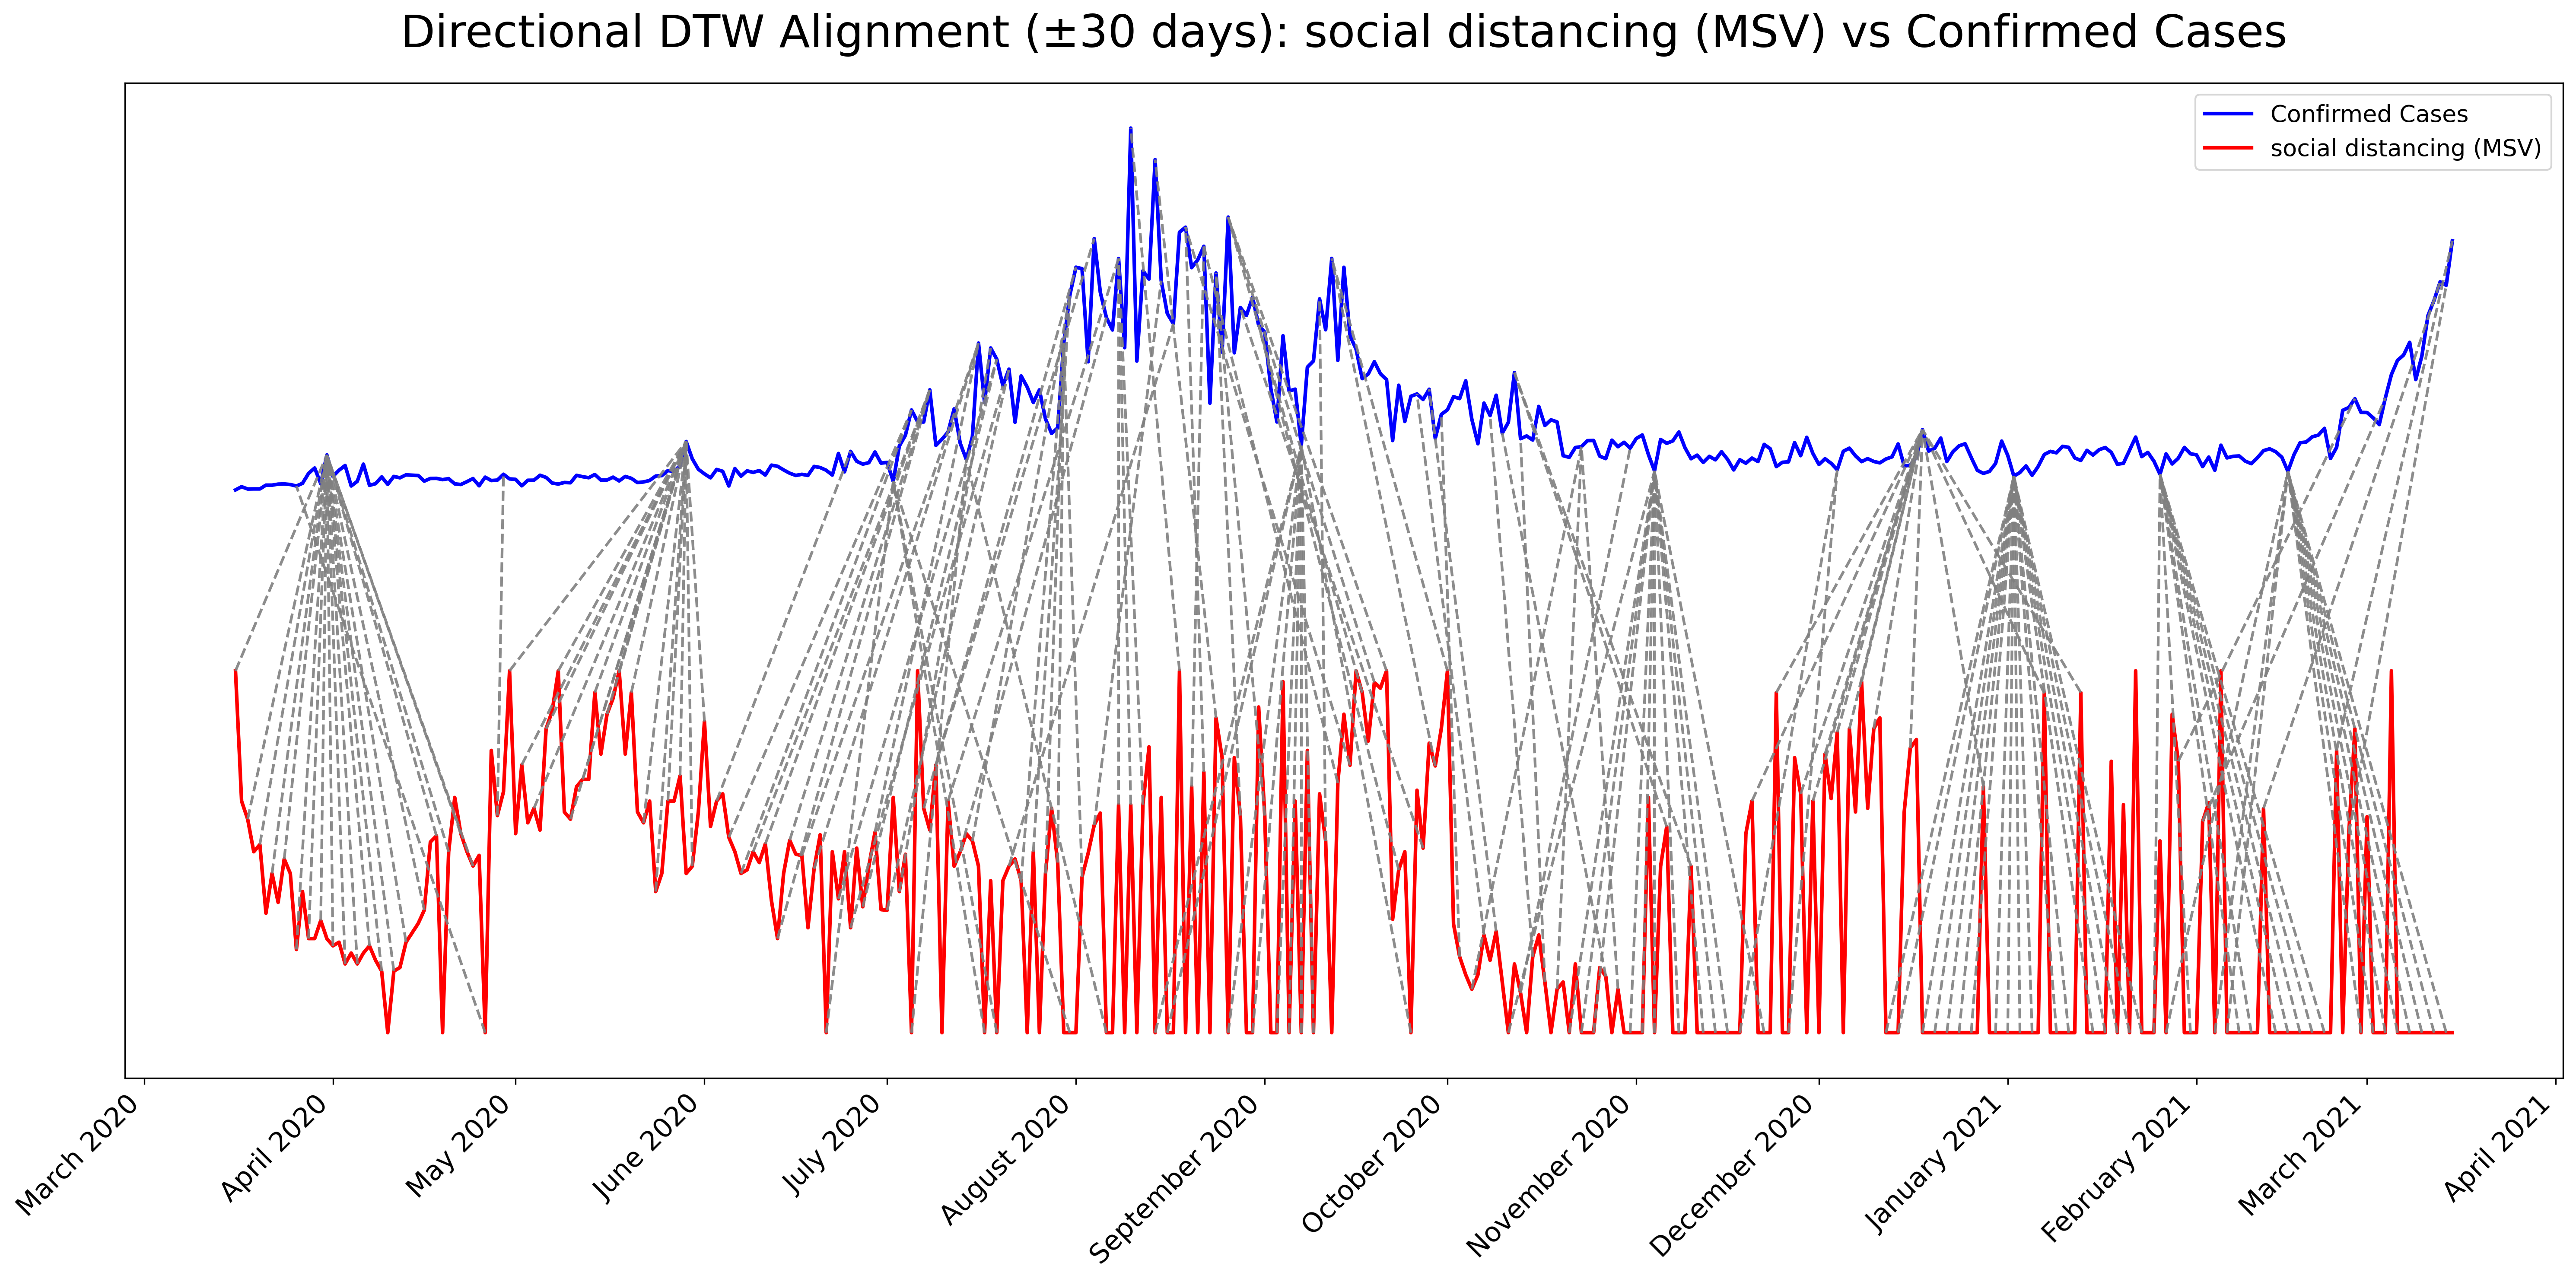 Directional DTW Alignment (±30 days): social distancing (MSV) vs Confirmed Cases
Confirmed Cases
social distancing (MSV)
March 2020
April 2020
May 2020
June 2020
July 2020
August 2020
September 2020
October 2020
November 2020
December 2020
January 2021
February 2021
March 2021
April 2021